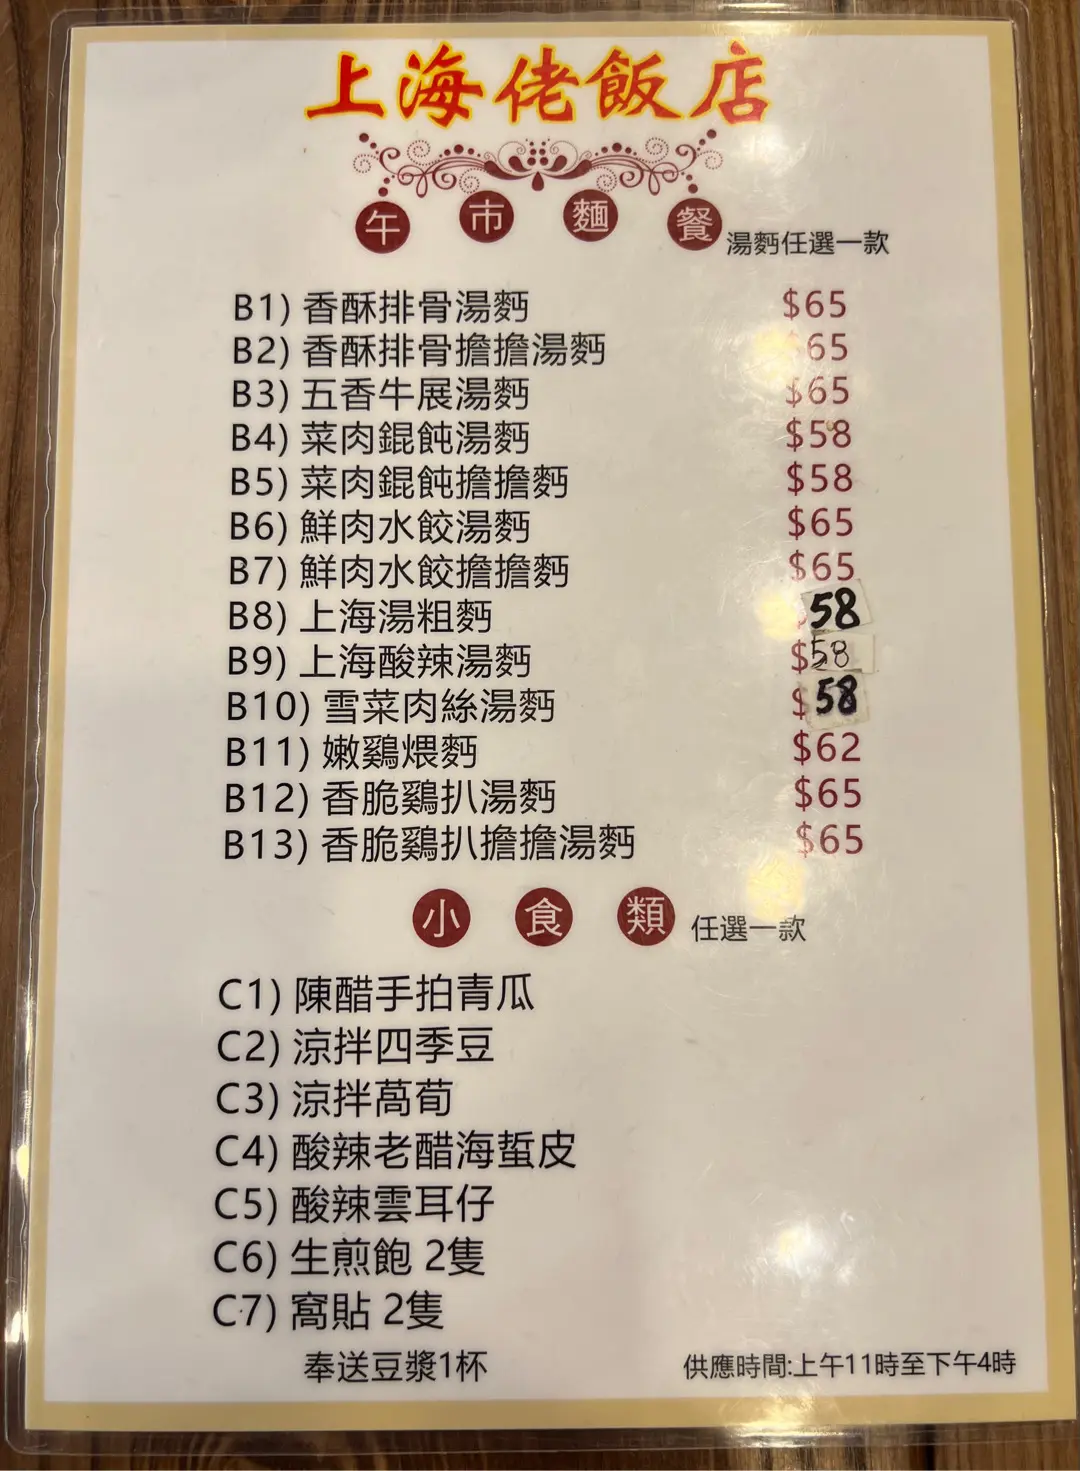 上海佬飯店
午市麵餐 湯麪任選一款
B1) 香酥排骨湯麪 $65
B2) 香酥排骨擔擔湯麪 65
B3) 五香牛展湯麪 $65
B4) 菜肉錕飩湯麪 $58
B5) 菜肉錕飩擔擔麪 $58
B6) 鮮肉水餃湯麪 $65
B7) 鮮肉水餃擔擔麪 $65
B8) 上海湯粗麪 58
B9) 上海酸辣湯麪 $58
B10) 雪菜肉絲湯麪 $58
B11) 嫩鷄煨麪 $62
B12) 香脆鷄扒湯麪 $65
B13) 香脆鷄扒擔擔湯麪 $65
小食類 任選一款
C1) 陳醋手拍青瓜
C2) 涼拌四季豆
C3) 涼拌萵荀
C4) 酸辣老醋海蜇皮
C5) 酸辣雲耳仔
C6) 生煎飽 2隻
C7) 窩貼 2隻
奉送豆漿1杯 供應時間:上午11時至下午4時